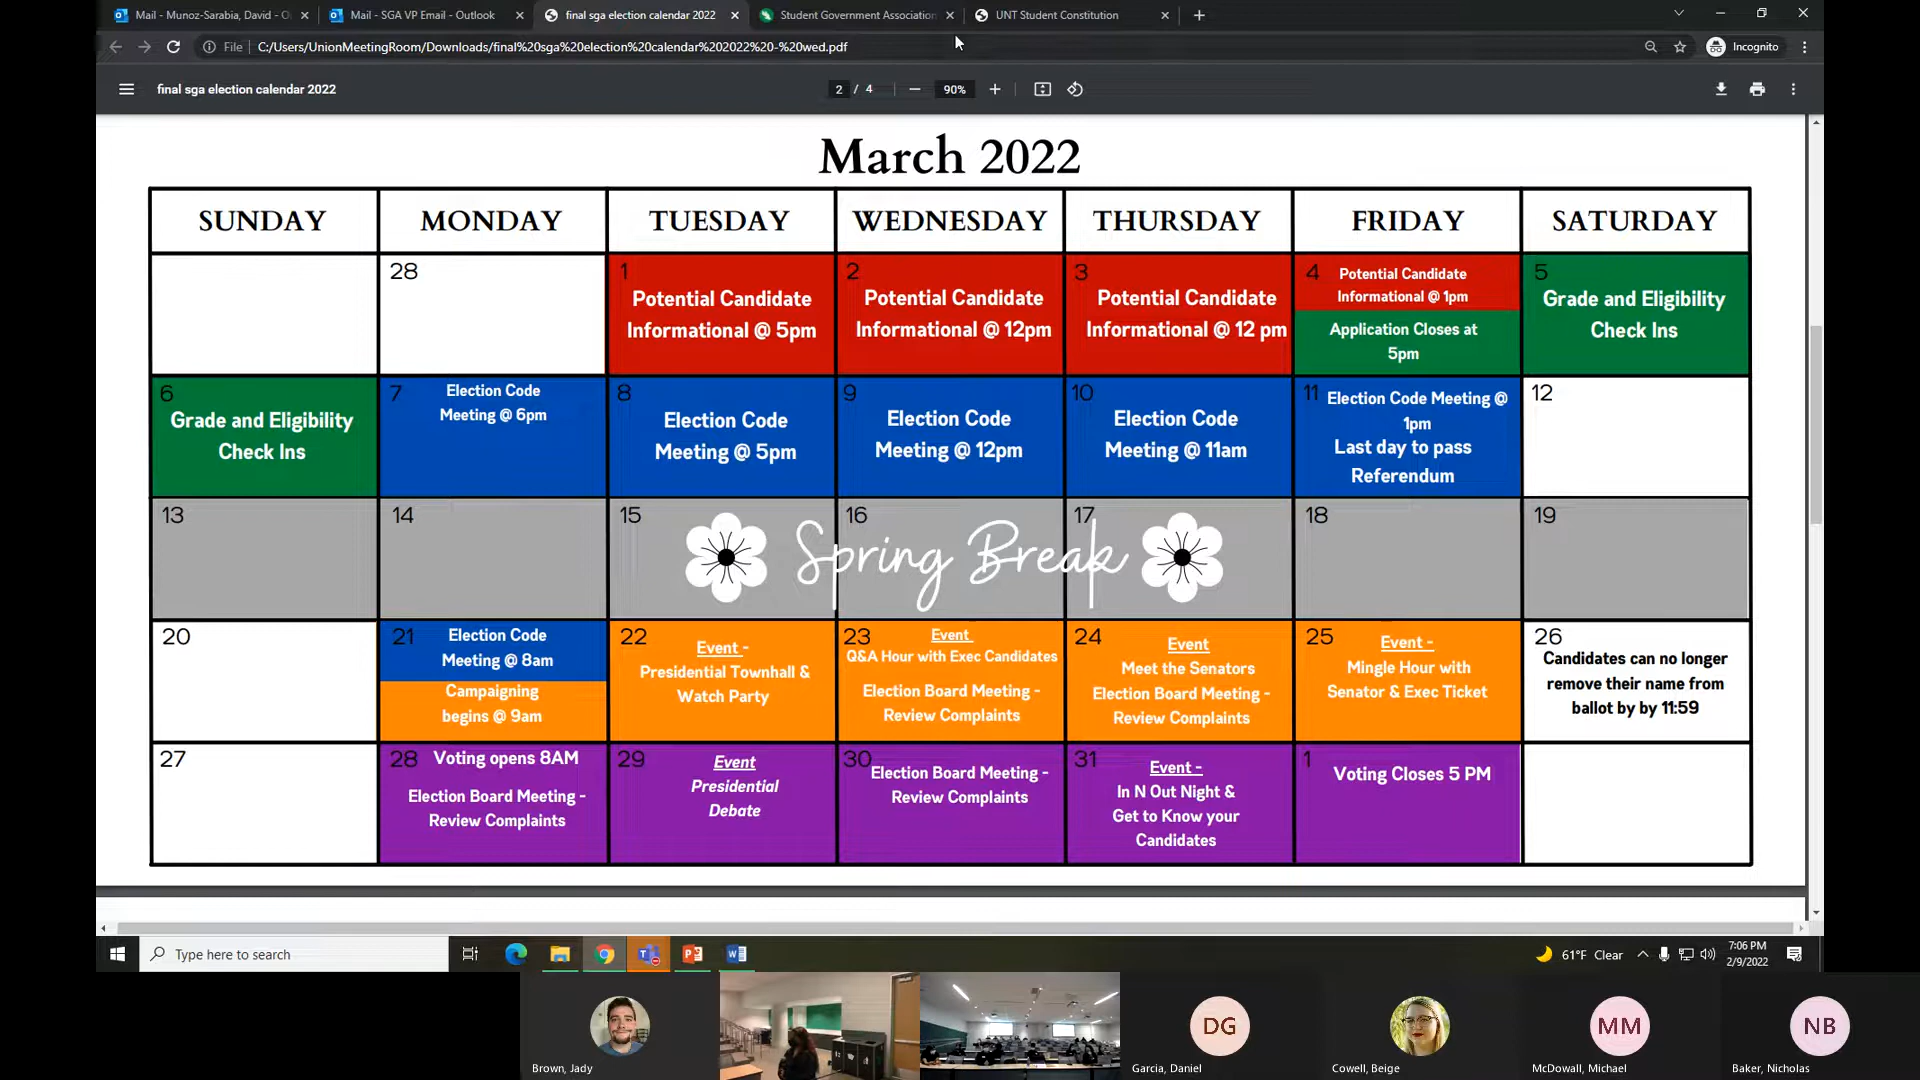 Mail - Munoz-Sarabia, David - O
Mail - SGA VP Email - Outlook
final sga election calendar 2022
Student Government Association
UNT Student Constitution
File
C:/Users/UnionMeetingRoom/Downloads/final%20sga%20election%20calendar%202022%20-%20wed.pdf
Incognito
final sga election calendar 2022
2 / 4
90%
March 2022
SUNDAY MONDAY TUESDAY WEDNESDAY THURSDAY FRIDAY SATURDAY
28
1
Potential Candidate
Informational @ 5pm
2
Potential Candidate
Informational @ 12pm
3
Potential Candidate
Informational @ 12 pm
4
Potential Candidate
Informational @ 1pm
Application Closes at
5pm
5
Grade and Eligibility
Check Ins
6
Grade and Eligibility
Check Ins
7
Election Code
Meeting @ 6pm
8
Election Code
Meeting @ 5pm
9
Election Code
Meeting @ 12pm
10
Election Code
Meeting @ 11am
11
Election Code Meeting @
1pm
Last day to pass
Referendum
12
13
14
15
16
17
18
19
Spring Break
20
21
Election Code
Meeting @ 8am
Campaigning
begins @ 9am
22
Event -
Presidential Townhall &
Watch Party
23
Event
Q&A Hour with Exec Candidates
Election Board Meeting -
Review Complaints
24
Event
Meet the Senators
Election Board Meeting -
Review Complaints
25
Event -
Mingle Hour with
Senator & Exec Ticket
26
Candidates can no longer
remove their name from
ballot by by 11:59
27
28
Voting opens 8AM
Election Board Meeting -
Review Complaints
29
Event
Presidential
Debate
30
Election Board Meeting -
Review Complaints
31
Event -
In N Out Night &
Get to Know your
Candidates
1
Voting Closes 5 PM
Type here to search
61°F Clear
7:06 PM
2/9/2022
DG
MM
NB
Brown, Jady
Garcia, Daniel
Cowell, Beige
McDowall, Michael
Baker, Nicholas